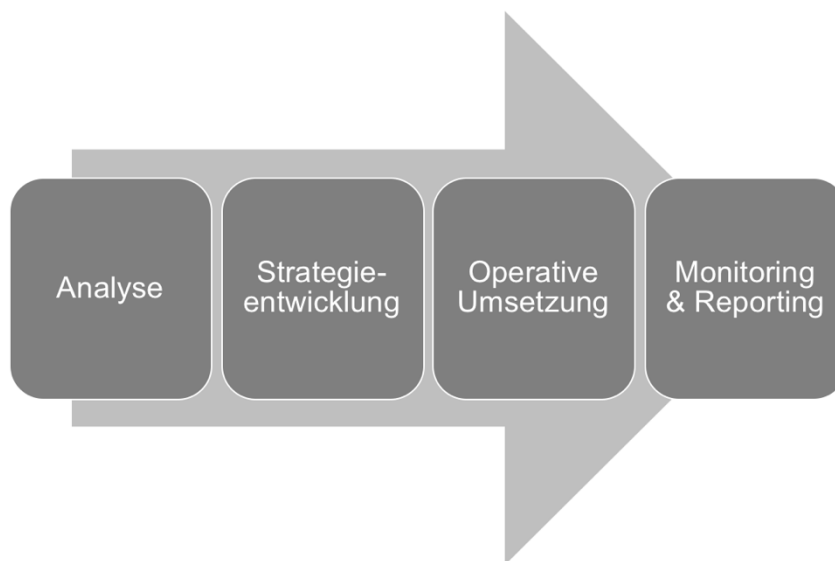 Analyse
Strategie-
entwicklung
Operative
Umsetzung
Monitoring
& Reporting